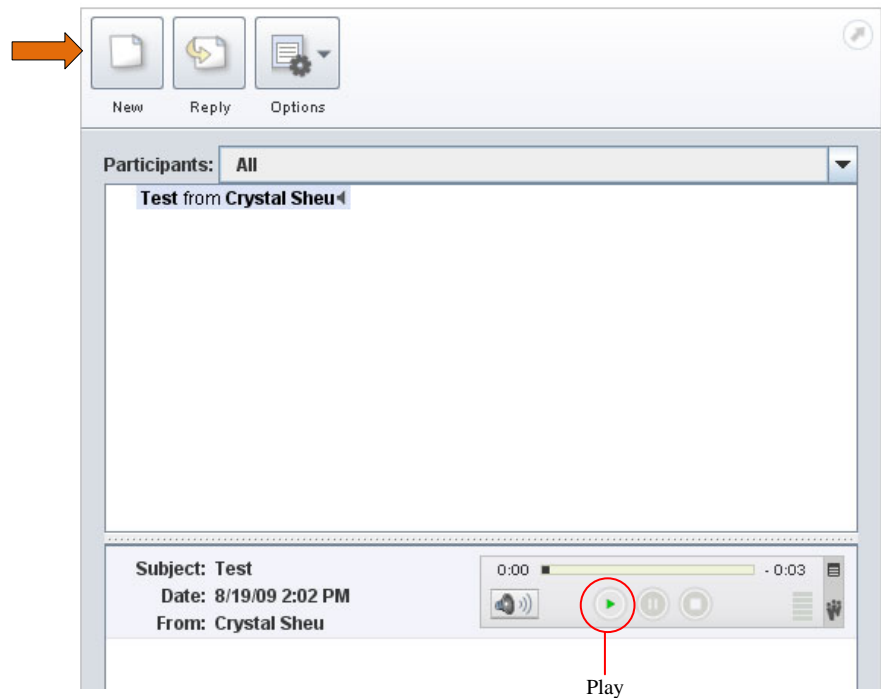 New Reply Options
Participants: All
Test from Crystal Sheu
Subject: Test
Date: 8/19/09 2:02 PM
From: Crystal Sheu
0:00 - 0:03
Play